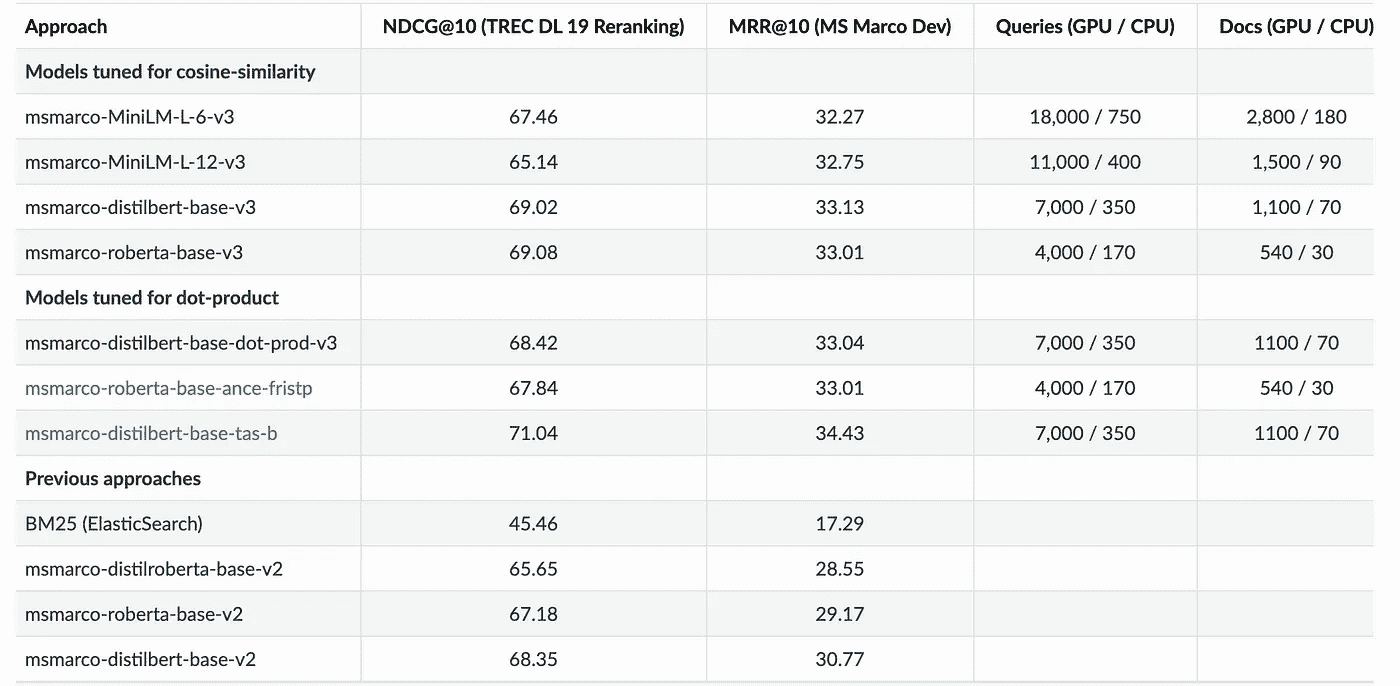 Approach NDCG@10 (TREC DL 19 Reranking) MRR@10 (MS Marco Dev) Queries (GPU / CPU) Docs (GPU / CPU)
Models tuned for cosine-similarity
msmarco-MiniLM-L-6-v3 67.46 32.27 18,000 / 750 2,800 / 180
msmarco-MiniLM-L-12-v3 65.14 32.75 11,000 / 400 1,500 / 90
msmarco-distilbert-base-v3 69.02 33.13 7,000 / 350 1,100 / 70
msmarco-roberta-base-v3 69.08 33.01 4,000 / 170 540 / 30
Models tuned for dot-product
msmarco-distilbert-base-dot-prod-v3 68.42 33.04 7,000 / 350 1100 / 70
msmarco-roberta-base-ance-fristp 67.84 33.01 4,000 / 170 540 / 30
msmarco-distilbert-base-tas-b 71.04 34.43 7,000 / 350 1100 / 70
Previous approaches
BM25 (ElasticSearch) 45.46 17.29
msmarco-distilroberta-base-v2 65.65 28.55
msmarco-roberta-base-v2 67.18 29.17
msmarco-distilbert-base-v2 68.35 30.77